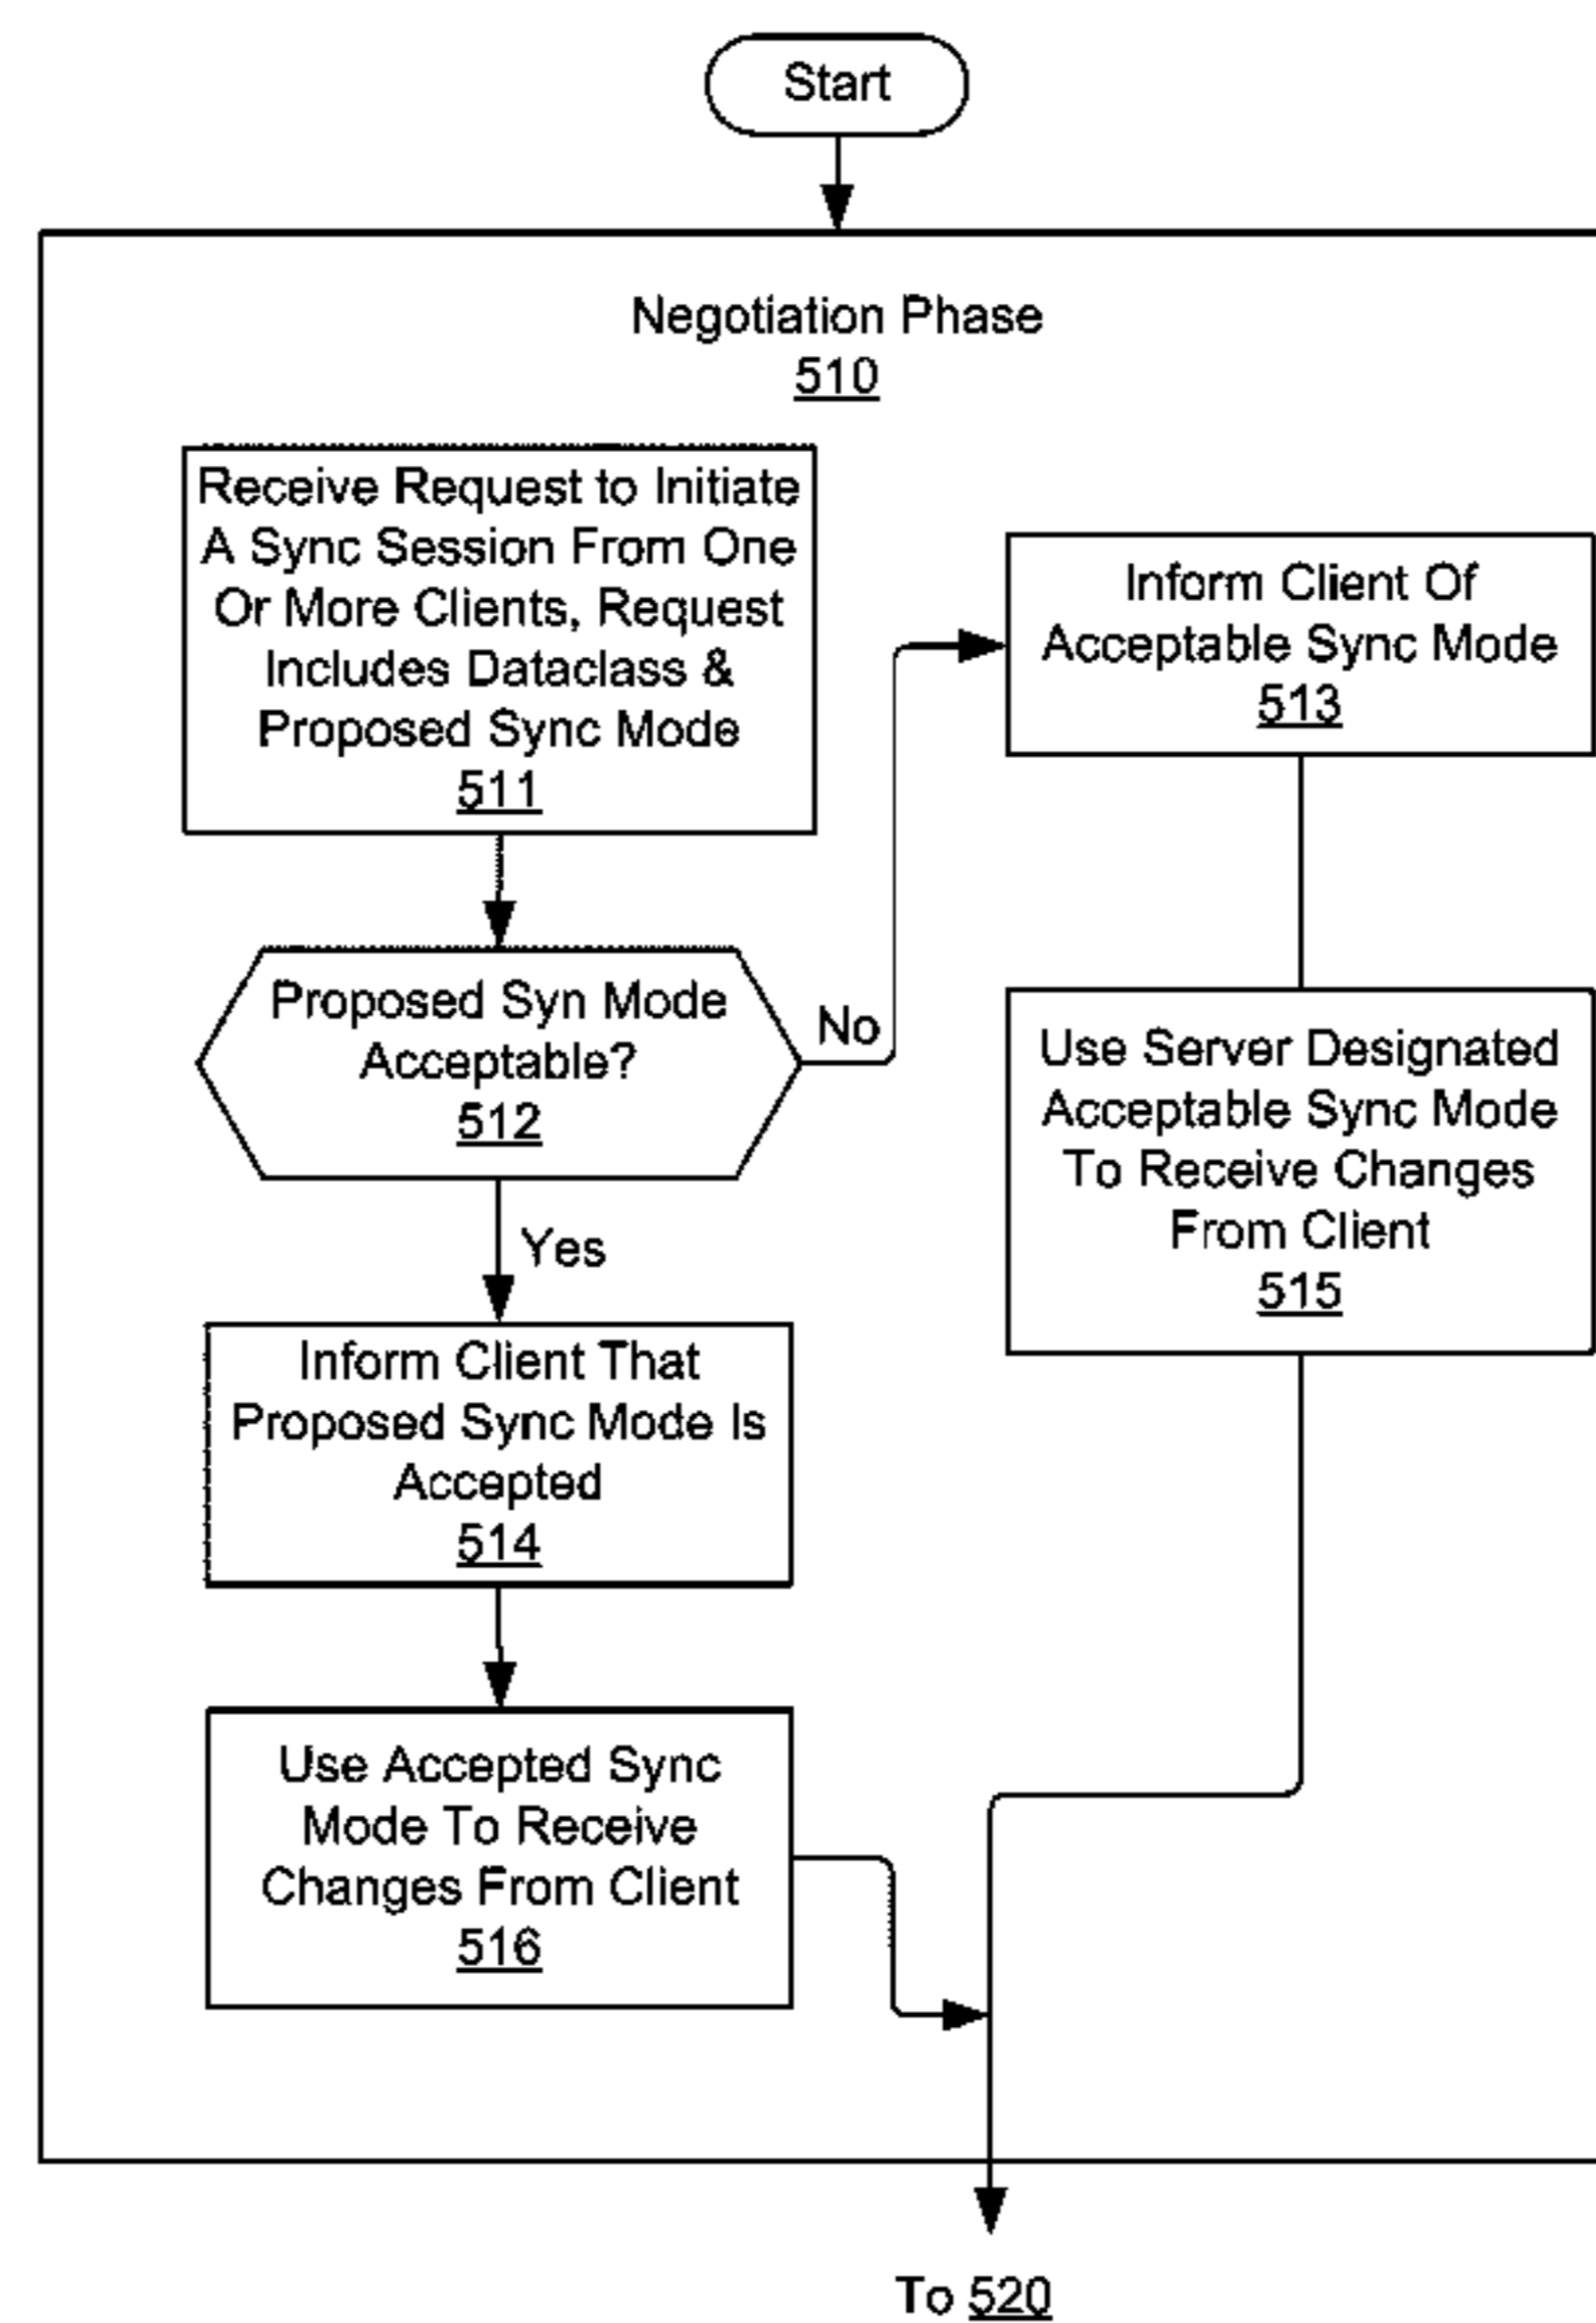 Start
Negotiation Phase
510
Receive Request to Initiate
A Sync Session From One
Or More Clients, Request
Includes Dataclass &
Proposed Sync Mode
511
Proposed Syn Mode
Acceptable?
512
No
Inform Client Of
Acceptable Sync Mode
513
Use Server Designated
Acceptable Sync Mode
To Receive Changes
From Client
515
Yes
Inform Client That
Proposed Sync Mode Is
Accepted
514
Use Accepted Sync
Mode To Receive
Changes From Client
516
To 520